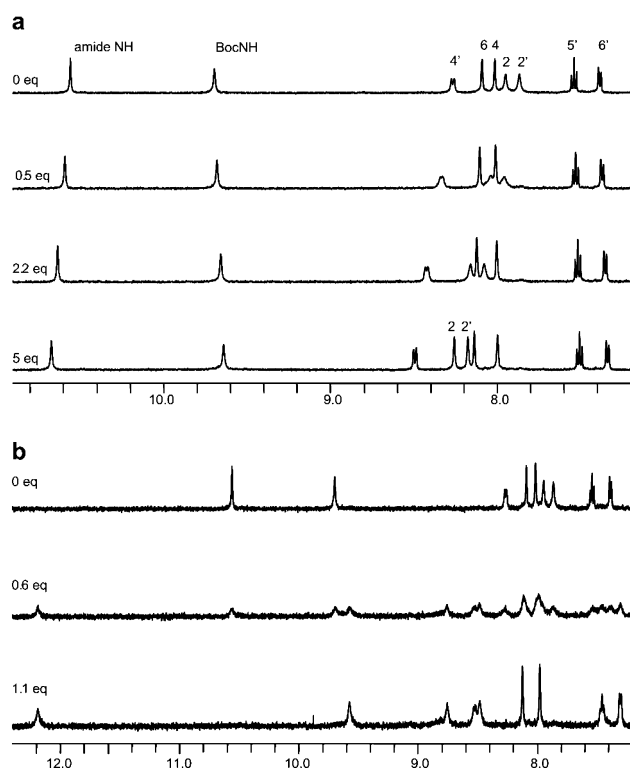 a
amide NH BocNH 4' 6 4 2 2' 5' 6'
0 eq
0.5 eq
2.2 eq
2 2'
5 eq
10.0 9.0 8.0
b
0 eq
0.6 eq
1.1 eq
12.0 11.0 10.0 9.0 8.0